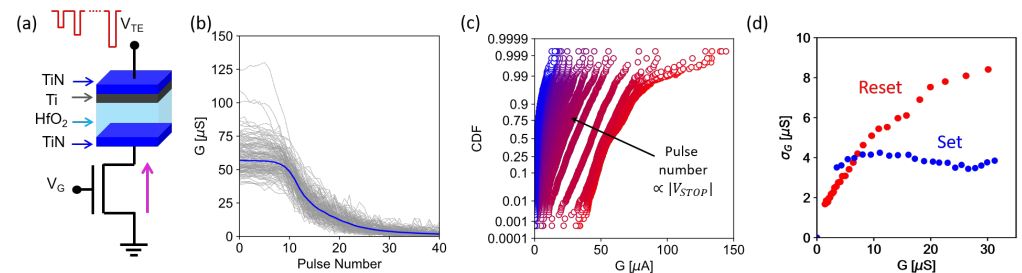 (a)
V_TE
TiN
Ti
HfO₂
TiN
V_G
(b)
150
125
100
75
50
25
0
G [μS]
0 10 20 30 40
Pulse Number
(c)
0.9999
0.999
0.99
0.9
0.75
0.5
0.25
0.1
0.01
0.001
0.0001
CDF
Pulse
number
∝ |V_STOP|
0 50 100 150
G [μA]
(d)
10
8
6
4
2
0
σ_G [μS]
Reset
Set
0 10 20 30
G [μS]